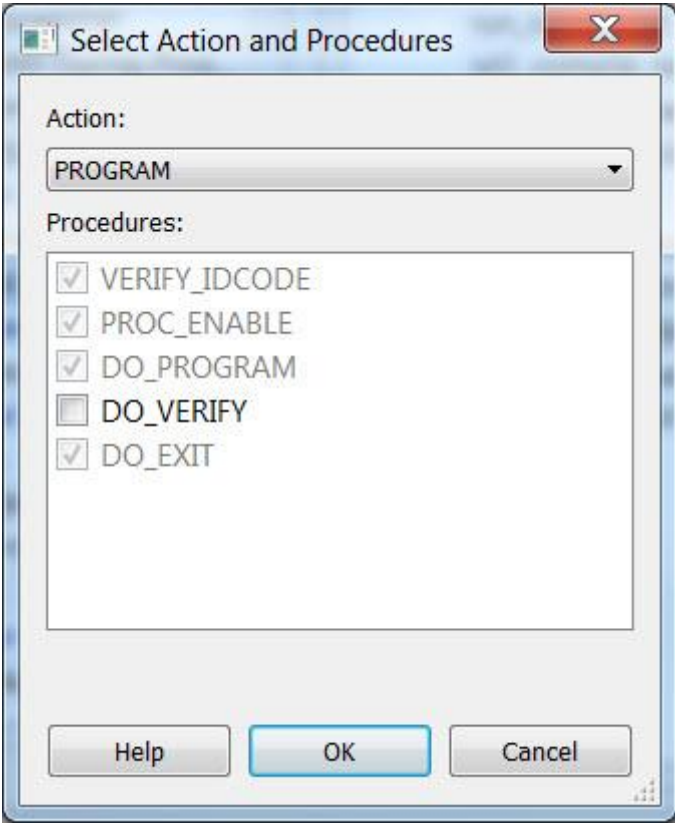 Select Action and Procedures
Action:
PROGRAM
Procedures:
VERIFY_IDCODE
PROC_ENABLE
DO_PROGRAM
DO_VERIFY
DO_EXIT
Help OK Cancel